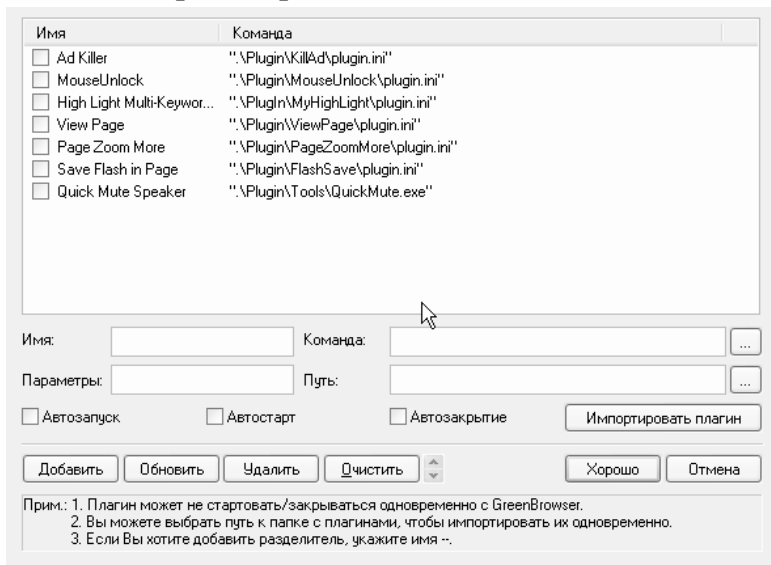 Имя Команда
Ad Killer ".\Plugin\KillAd\plugin.ini"
MouseUnlock ".\Plugin\MouseUnlock\plugin.ini"
High Light Multi-Keywor... ".\PlugIn\MyHighLight\plugin.ini"
View Page ".\Plugin\ViewPage\plugin.ini"
Page Zoom More ".\Plugin\PageZoomMore\plugin.ini"
Save Flash in Page ".\Plugin\FlashSave\plugin.ini"
Quick Mute Speaker ".\Plugin\Tools\QuickMute.exe"
Имя: Команда: ...
Параметры: Путь: ...
Автозапуск Автостарт Автозакрытие Импортировать плагин
Добавить Обновить Удалить Очистить Хорошо Отмена
Прим.: 1. Плагин может не стартовать/закрываться одновременно с GreenBrowser.
2. Вы можете выбрать путь к папке с плагинами, чтобы импортировать их одновременно.
3. Если Вы хотите добавить разделитель, укажите имя --.